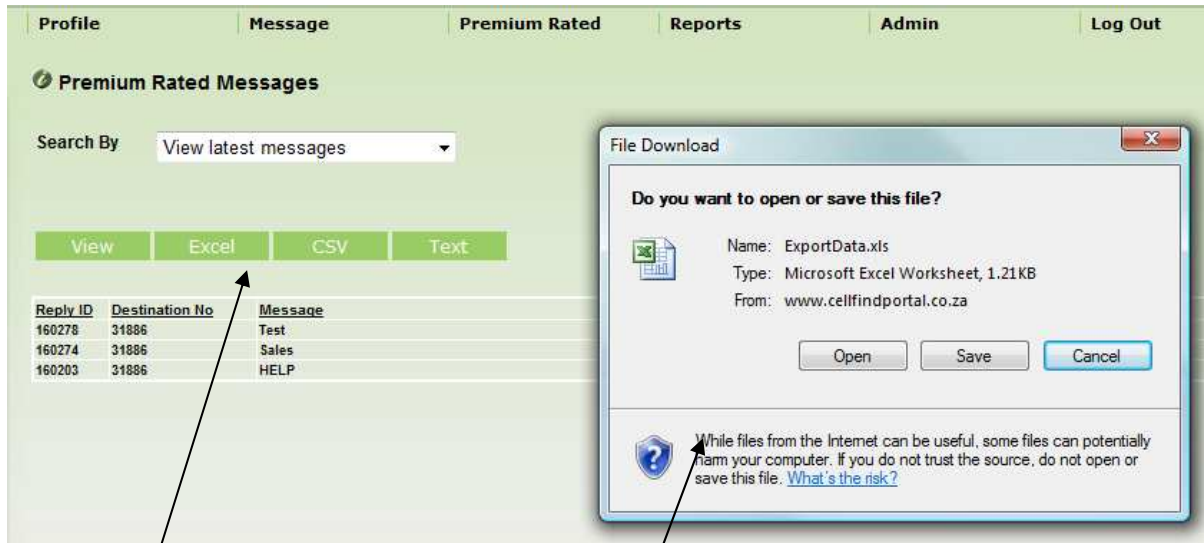 Profile Message Premium Rated Reports Admin Log Out
Premium Rated Messages
Search By View latest messages
View Excel CSV Text
Reply ID Destination No Message
160278 31886 Test
160274 31886 Sales
160203 31886 HELP
File Download
Do you want to open or save this file?
Name: ExportData.xls
Type: Microsoft Excel Worksheet, 1.21KB
From: www.cellfindportal.co.za
Open Save Cancel
While files from the Internet can be useful, some files can potentially
harm your computer. If you do not trust the source, do not open or
save this file. What's the risk?